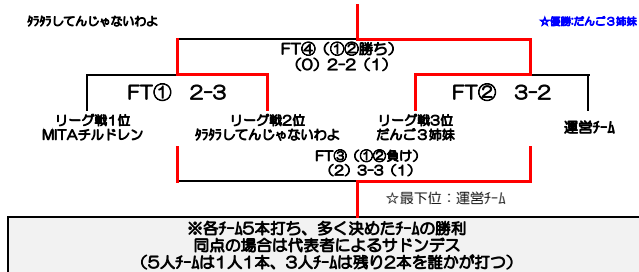 ﾀﾗﾀﾗしてんじゃないわよ
☆優勝:だんご３姉妹
FT④（①②勝ち）
（0）2-2（1）
FT①　2-3
FT②　3-2
リーグ戦1位
MITAチルドレン
リーグ戦2位
ﾀﾗﾀﾗしてんじゃないわよ
リーグ戦3位
だんご３姉妹
運営ﾁｰﾑ
FT③（①②負け）
（2）3-3（1）
☆最下位：運営ﾁｰﾑ
※各ﾁｰﾑ5本打ち、多く決めたﾁｰﾑの勝利
同点の場合は代表者によるサドンデス
（5人ﾁｰﾑは1人1本、3人ﾁｰﾑは残り2本を誰かが打つ）